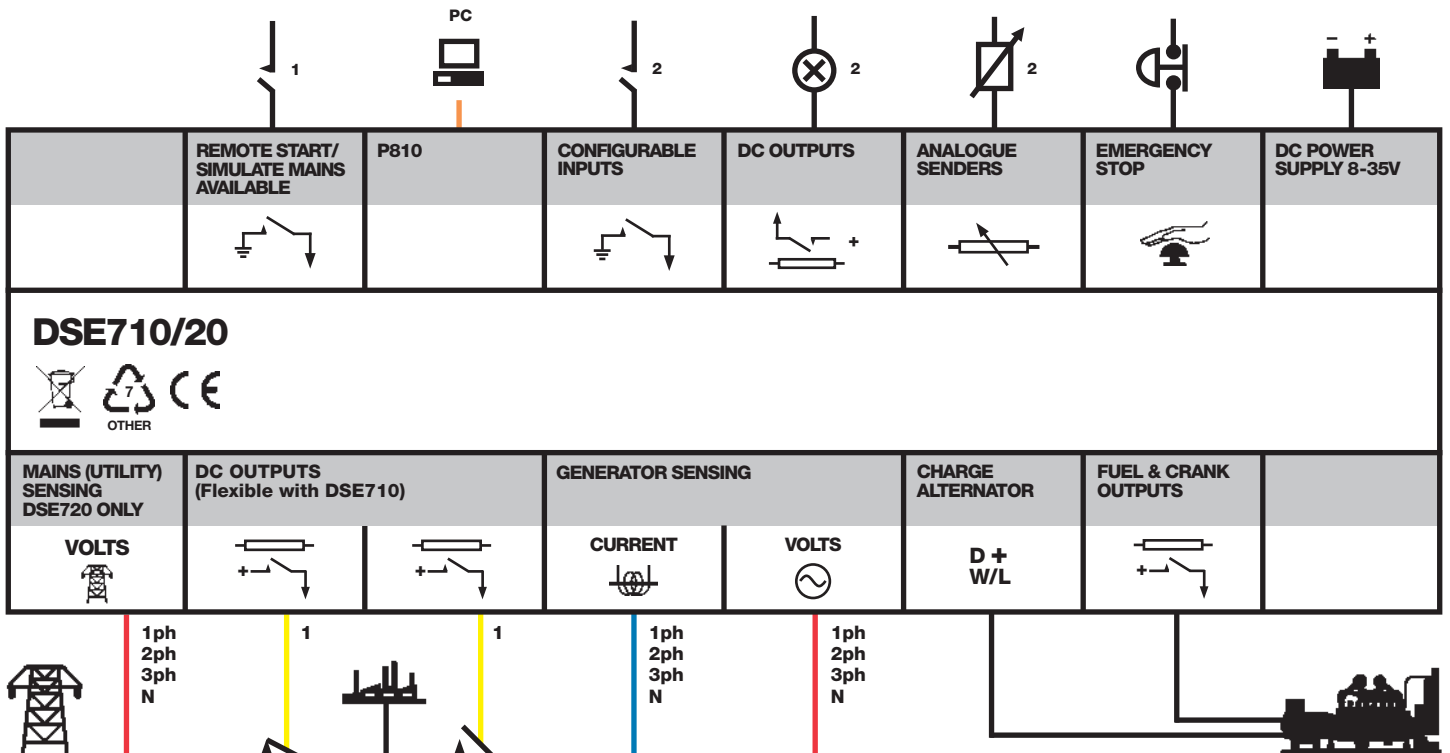 PC
1
2
2
2
- +
REMOTE START/
SIMULATE MAINS
AVAILABLE
P810
CONFIGURABLE
INPUTS
DC OUTPUTS
ANALOGUE
SENDERS
EMERGENCY
STOP
DC POWER
SUPPLY 8-35V
+
DSE710/20
7
OTHER
CE
MAINS (UTILITY)
SENSING
DSE720 ONLY
DC OUTPUTS
(Flexible with DSE710)
GENERATOR SENSING
CHARGE
ALTERNATOR
FUEL & CRANK
OUTPUTS
VOLTS
+
+
CURRENT
VOLTS
D +
W/L
+
1ph
2ph
3ph
N
1
1
1ph
2ph
3ph
N
1ph
2ph
3ph
N